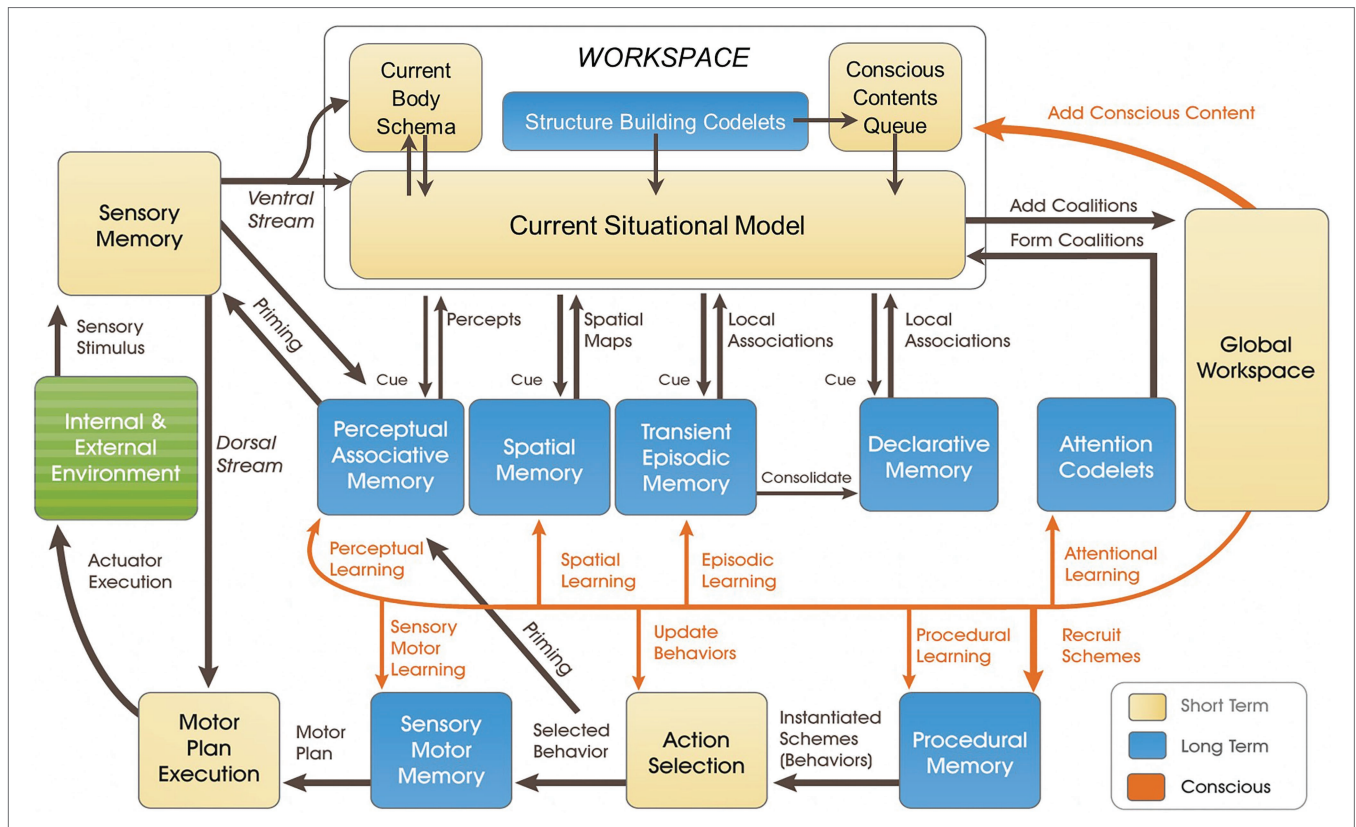 WORKSPACE
Current
Body
Schema
Structure Building Codelets
Conscious
Contents
Queue
Add Conscious Content
Sensory
Memory
Ventral
Stream
Current Situational Model
Add Coalitions
Form Coalitions
Global
Workspace
Sensory
Stimulus
Priming
Percepts
Cue
Spatial
Maps
Cue
Local
Associations
Cue
Local
Associations
Cue
Internal &
External
Environment
Dorsal
Stream
Perceptual
Associative
Memory
Spatial
Memory
Transient
Episodic
Memory
Consolidate
Declarative
Memory
Attention
Codelets
Actuator
Execution
Perceptual
Learning
Spatial
Learning
Episodic
Learning
Attentional
Learning
Sensory
Motor
Learning
Priming
Update
Behaviors
Procedural
Learning
Recruit
Schemes
Motor
Plan
Execution
Motor
Plan
Sensory
Motor
Memory
Selected
Behavior
Action
Selection
Instantiated
Schemes
(Behaviors)
Procedural
Memory
Short Term
Long Term
Conscious